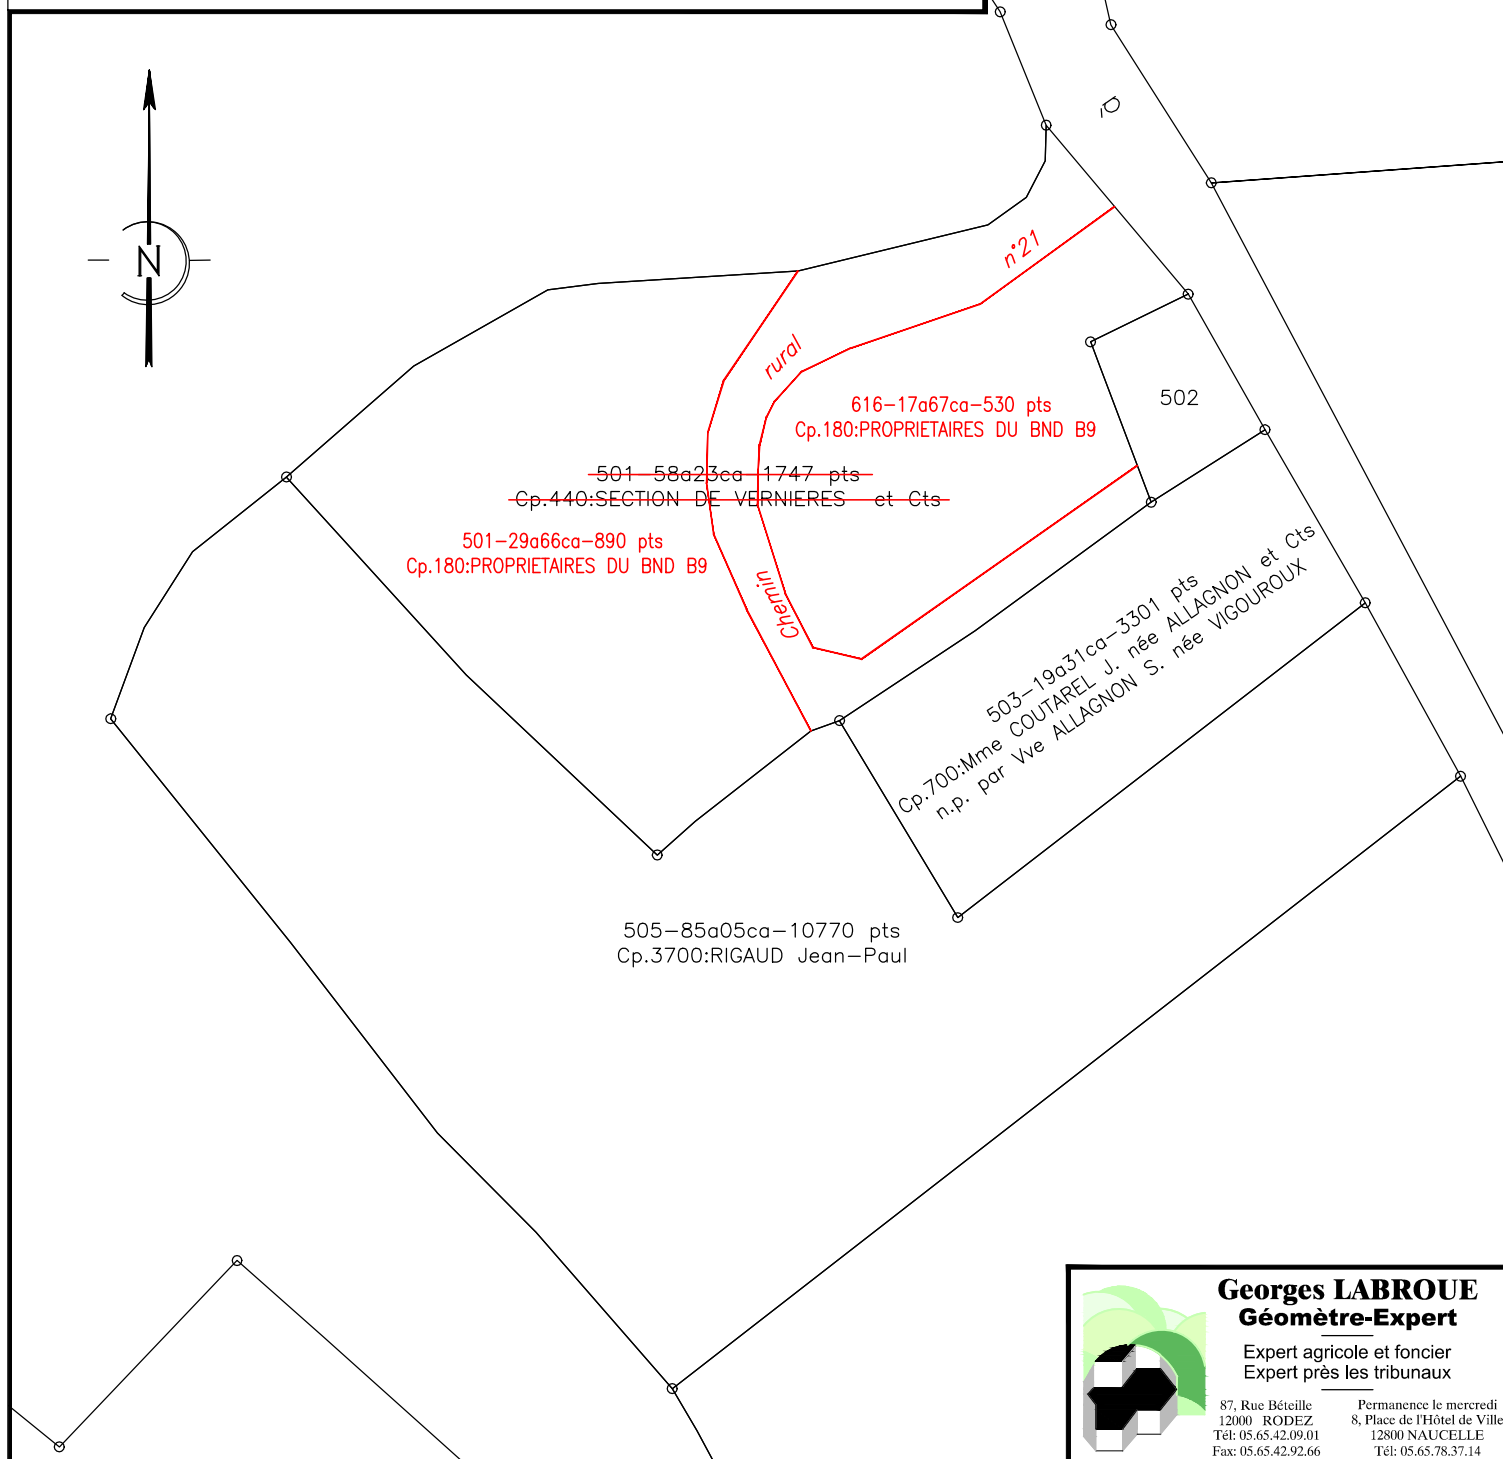 D
N
n°21
rural
616-17a67ca-530 pts
Cp.180:PROPRIETAIRES DU BND B9
502
501-58a23ca-1747 pts
Cp.440:SECTION DE VERNIERES et Cts
501-29a66ca-890 pts
Cp.180:PROPRIETAIRES DU BND B9
Chemin
503-19a31ca-3301 pts
Cp.700:Mme COUTAREL J. née ALLAGNON et Cts
n.p. par Vve ALLAGNON S. née VIGOUROUX
505-85a05ca-10770 pts
Cp.3700:RIGAUD Jean-Paul
Georges LABROUE
Géomètre-Expert
Expert agricole et foncier
Expert près les tribunaux
87, Rue Béteille
12000 RODEZ
Tél: 05.65.42.09.01
Fax: 05.65.42.92.66
Permanence le mercredi
8, Place de l'Hôtel de Ville
12800 NAUCELLE
Tél: 05.65.78.37.14